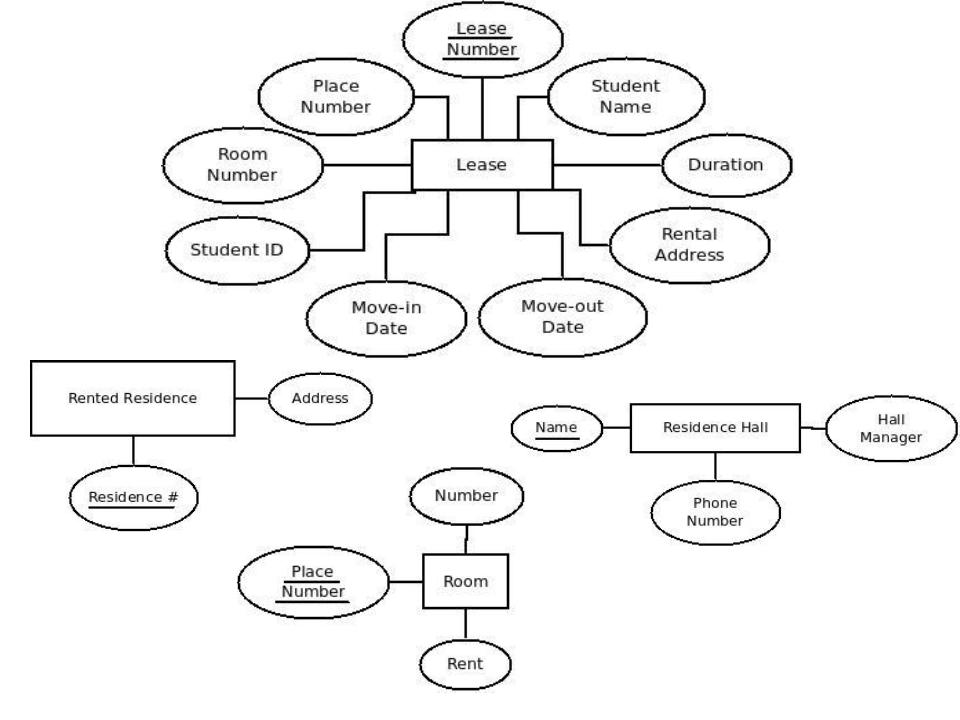 Lease
Number
Place
Number
Student
Name
Room
Number
Lease
Duration
Student ID
Rental
Address
Move-in
Date
Move-out
Date
Rented Residence
Address
Residence #
Name
Residence Hall
Hall
Manager
Phone
Number
Number
Place
Number
Room
Rent